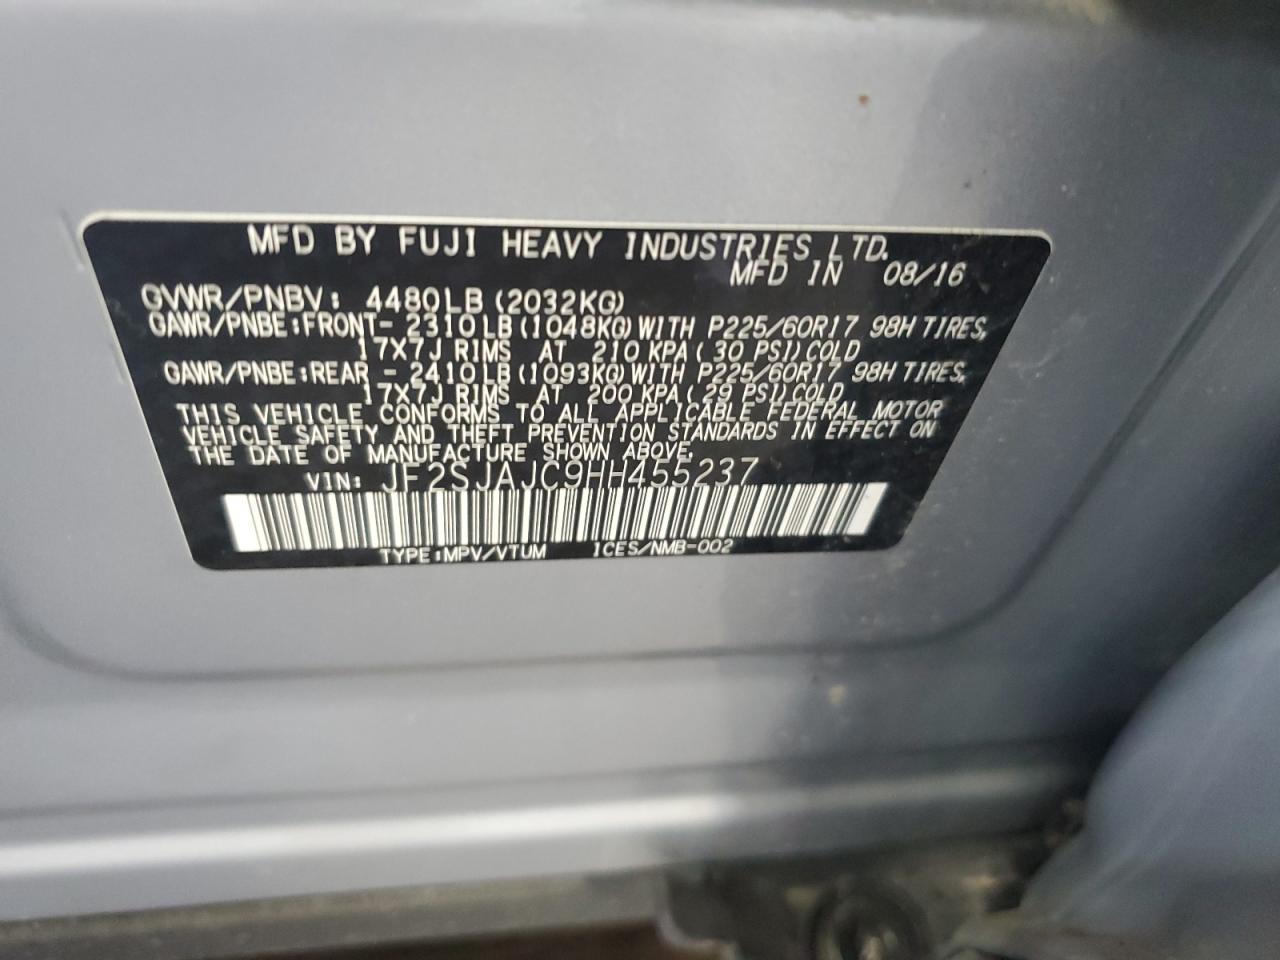 MFD BY FUJI HEAVY INDUSTRIES LTD.
MFD IN 08/16
GVWR/PNBV: 4480LB (2032KG)
GAWR/PNBE:FRONT- 2310LB (1048KG) WITH P225/60R17 98H TIRES,
17X7J RIMS AT 210 KPA (30 PSI) COLD
GAWR/PNBE:REAR - 2410LB (1093KG) WITH P225/60R17 98H TIRES,
17X7J RIMS AT 200 KPA (29 PSI) COLD
THIS VEHICLE CONFORMS TO ALL APPLICABLE FEDERAL MOTOR
VEHICLE SAFETY AND THEFT PREVENTION STANDARDS IN EFFECT ON
THE DATE OF MANUFACTURE SHOWN ABOVE.
VIN: JF2SJAJC9HH455237
TYPE:MPV/VTUM ICES/NMB-002